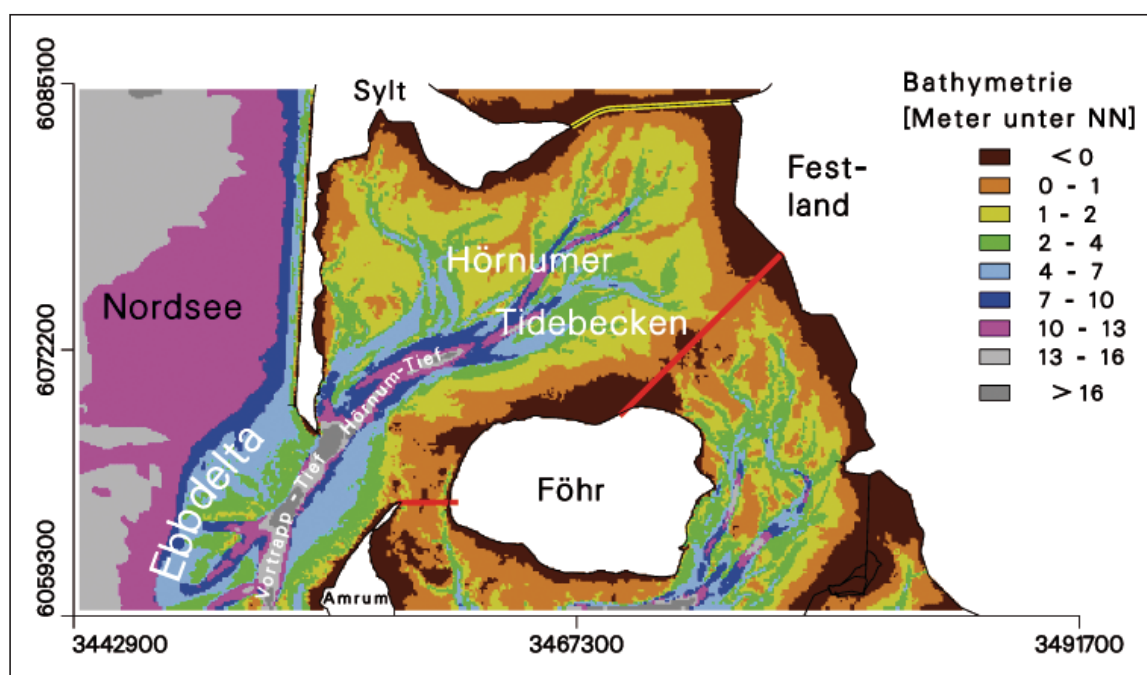 6085100
6072200
6059300
3442900
3467300
3491700
Sylt
Fest-
land
Nordsee
Hörnumer
Tidebecken
Hörnum-Tief
Vortrapp-Tief
Ebbdelta
Föhr
Amrum
Bathymetrie
[Meter unter NN]
< 0
0 - 1
1 - 2
2 - 4
4 - 7
7 - 10
10 - 13
13 - 16
> 16